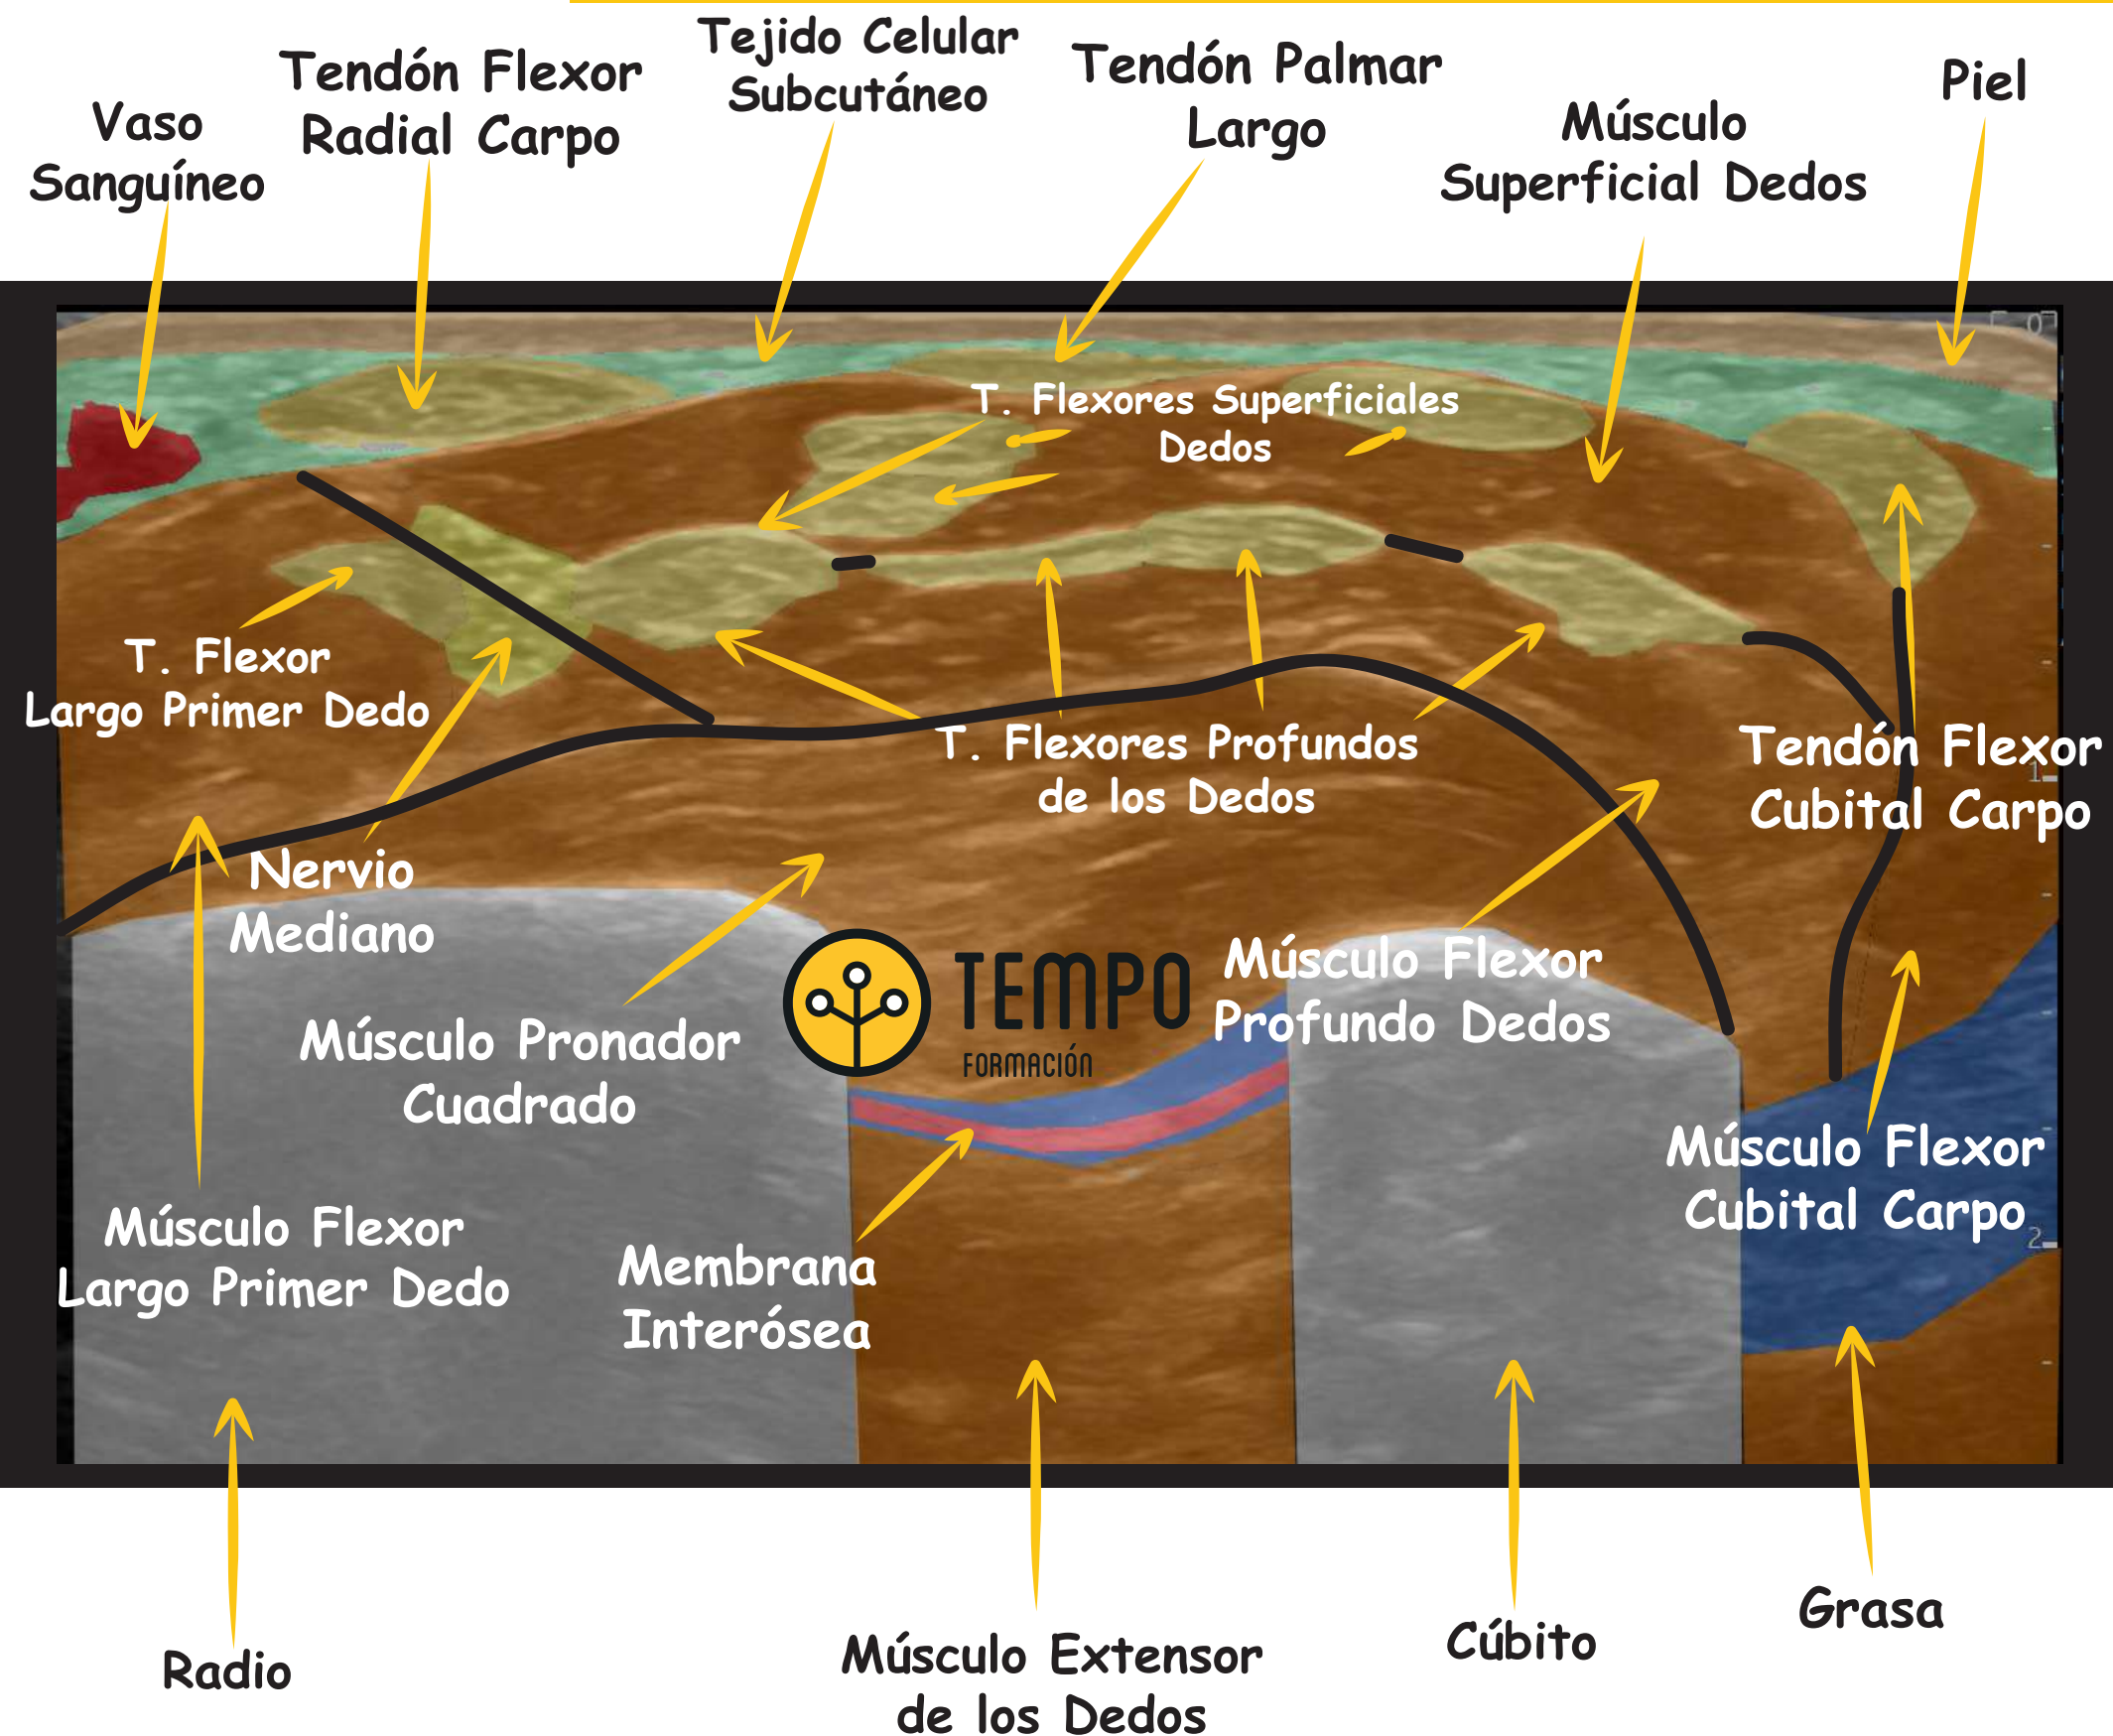 Vaso
Sanguíneo
Tendón Flexor
Radial Carpo
Tejido Celular
Subcutáneo
Tendón Palmar
Largo
Músculo
Superficial Dedos
Piel
0
T. Flexores Superficiales
Dedos
T. Flexor
Largo Primer Dedo
T. Flexores Profundos
de los Dedos
Tendón Flexor
Cubital Carpo
1
Nervio
Mediano
Músculo Pronador
Cuadrado
TEMPO
FORMACIÓN
Músculo Flexor
Profundo Dedos
Músculo Flexor
Cubital Carpo
2
Músculo Flexor
Largo Primer Dedo
Membrana
Interósea
Radio
Músculo Extensor
de los Dedos
Cúbito
Grasa